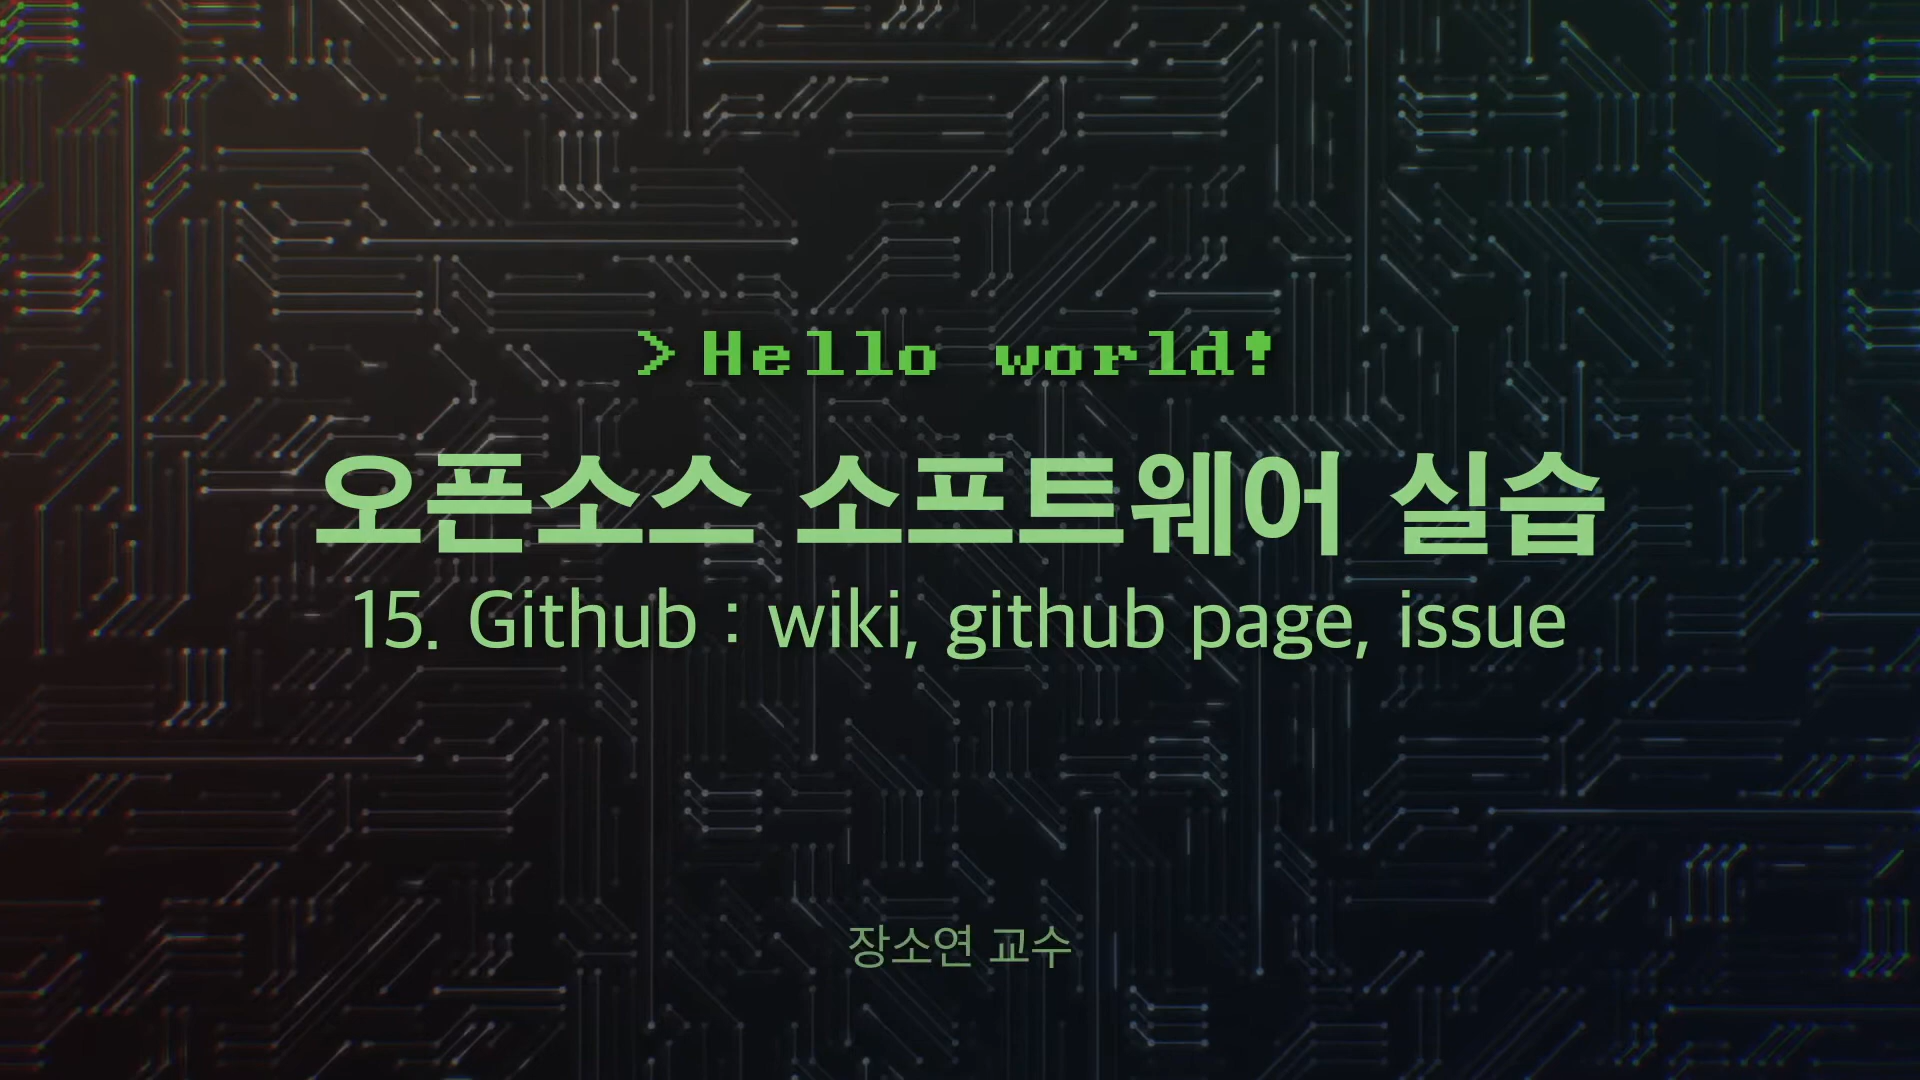 > Hello world!
오픈소스 소프트웨어 실습
15. Github : wiki, github page, issue
장소연 교수